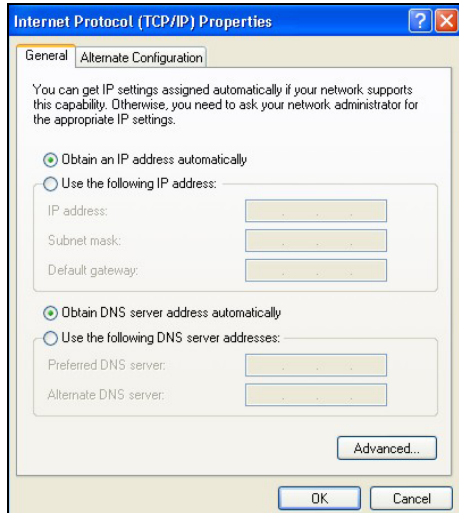 Internet Protocol (TCP/IP) Properties
General Alternate Configuration
You can get IP settings assigned automatically if your network supports
this capability. Otherwise, you need to ask your network administrator for
the appropriate IP settings.
Obtain an IP address automatically
Use the following IP address:
IP address:
Subnet mask:
Default gateway:
Obtain DNS server address automatically
Use the following DNS server addresses:
Preferred DNS server:
Alternate DNS server:
Advanced...
OK Cancel